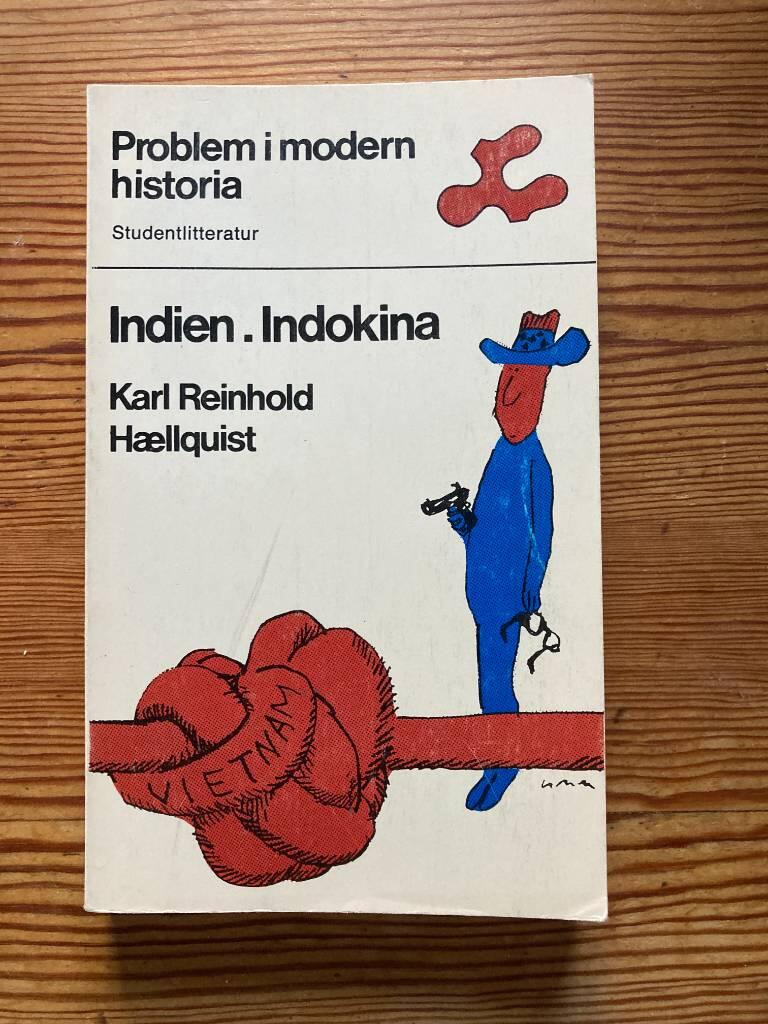 Problem i modern
historia
Studentlitteratur
Indien. Indokina
Karl Reinhold
Hællquist
VIETNAM